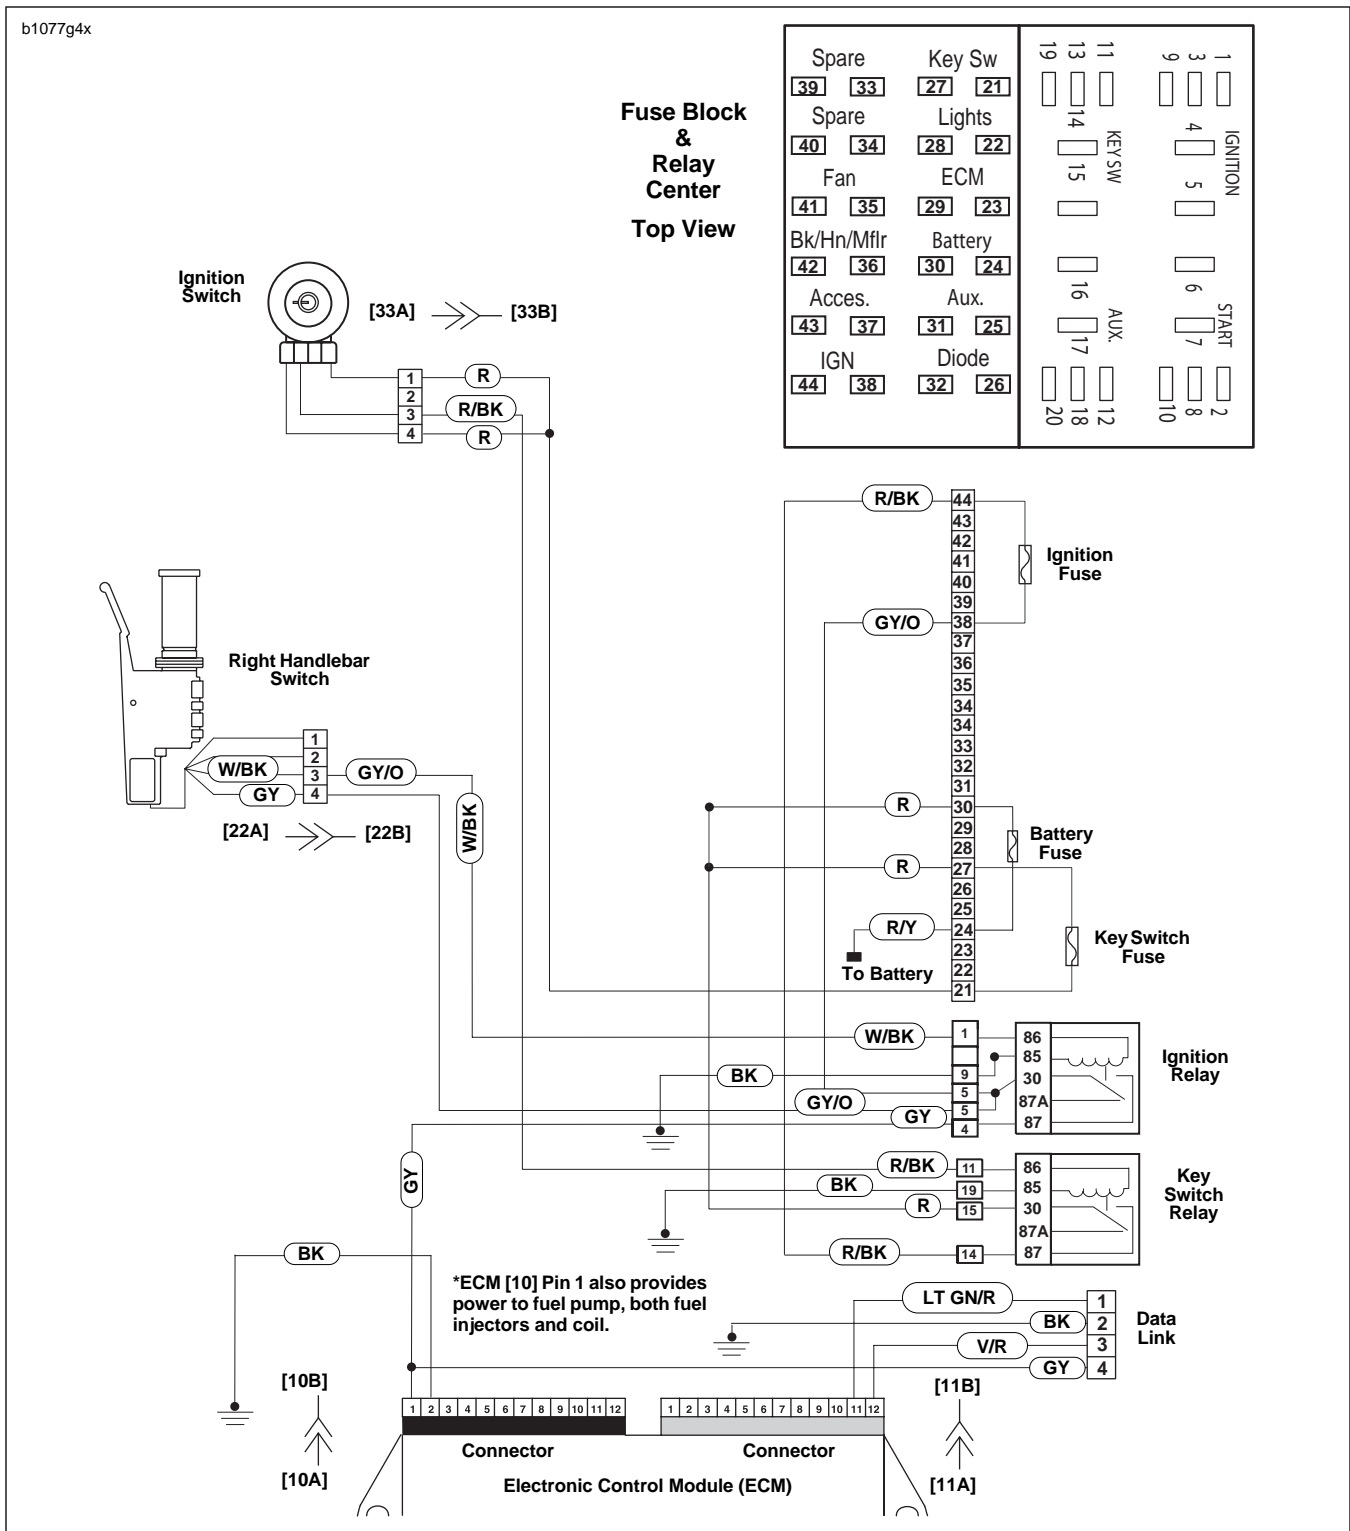 b1077g4x
Fuse Block
&
Relay
Center
Top View
Spare Key Sw
39 33 27 21
Spare Lights
40 34 28 22
Fan ECM
41 35 29 23
Bk/Hn/Mflr Battery
42 36 30 24
Acces. Aux.
43 37 31 25
IGN Diode
44 38 32 26
19 13 11 9 3 1
14 KEY SW 4 IGNITION
15 5
16 6
17 AUX. 7 START
20 18 12 10 8 2
Ignition
Switch
[33A] [33B]
1 R
2
3 R/BK
4 R
R/BK 44
43
42
41
40
39
GY/O 38
37
36
35
34
34
33
32
31
R 30
29
28
R 27
26
25
R/Y 24
23
22
21
Ignition
Fuse
Battery
Fuse
Key Switch
Fuse
To Battery
Right Handlebar
Switch
1
2
W/BK 3 GY/O
GY 4
[22A] [22B]
W/BK
W/BK 1 86
85
BK 9 30
GY/O 5 87A
GY 5 87
4
Ignition
Relay
GY
R/BK 11 86
BK 19 85
R 15 30
87A
R/BK 14 87
Key
Switch
Relay
BK
*ECM [10] Pin 1 also provides
power to fuel pump, both fuel
injectors and coil.
LT GN/R 1
BK 2
V/R 3
GY 4
Data
Link
[10B] [11B]
1 2 3 4 5 6 7 8 9 10 11 12
1 2 3 4 5 6 7 8 9 10 11 12
Connector Connector
[10A] [11A]
Electronic Control Module (ECM)